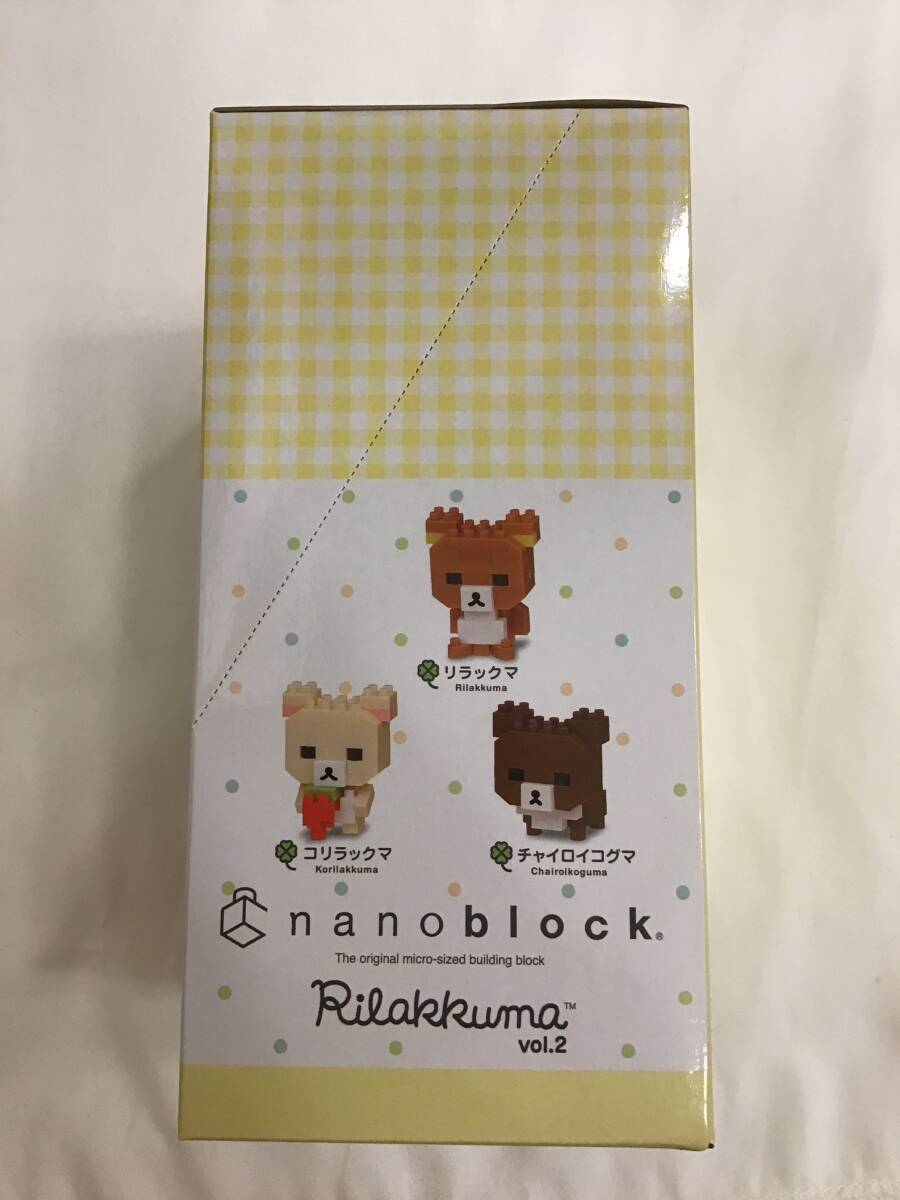 リラックマ
Rilakkuma
コリラックマ
Korilakkuma
チャイロイコグマ
Chairoikoguma
nanoblock®
The original micro-sized building block
Rilakkuma™
vol.2